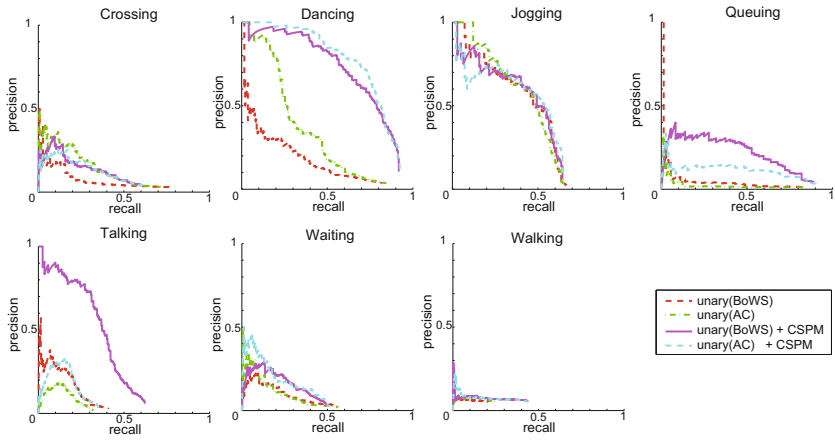 Crossing
Dancing
Jogging
Queuing
1
0.5
0
0.5
1
precision
recall
1
0.5
0
0.5
1
precision
recall
1
0.5
0
0.5
1
precision
recall
1
0.5
0
0.5
1
precision
recall
Talking
Waiting
Walking
1
0.5
0
0.5
1
precision
recall
1
0.5
0
0.5
1
precision
recall
1
0.5
0
0.5
1
precision
recall
unary(BoWS)
unary(AC)
unary(BoWS) + CSPM
unary(AC) + CSPM